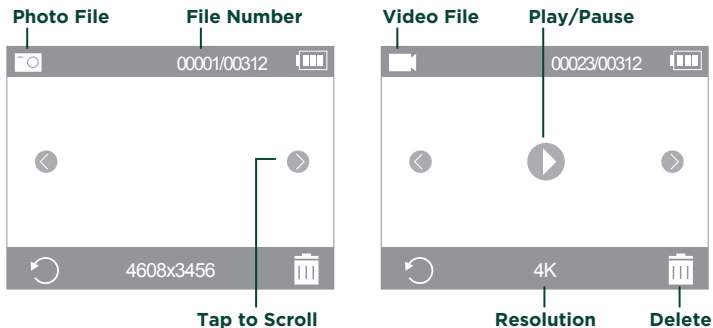 Photo File
File Number
Video File
Play/Pause
00001/00312
00023/00312
4608x3456
4K
Tap to Scroll
Resolution
Delete